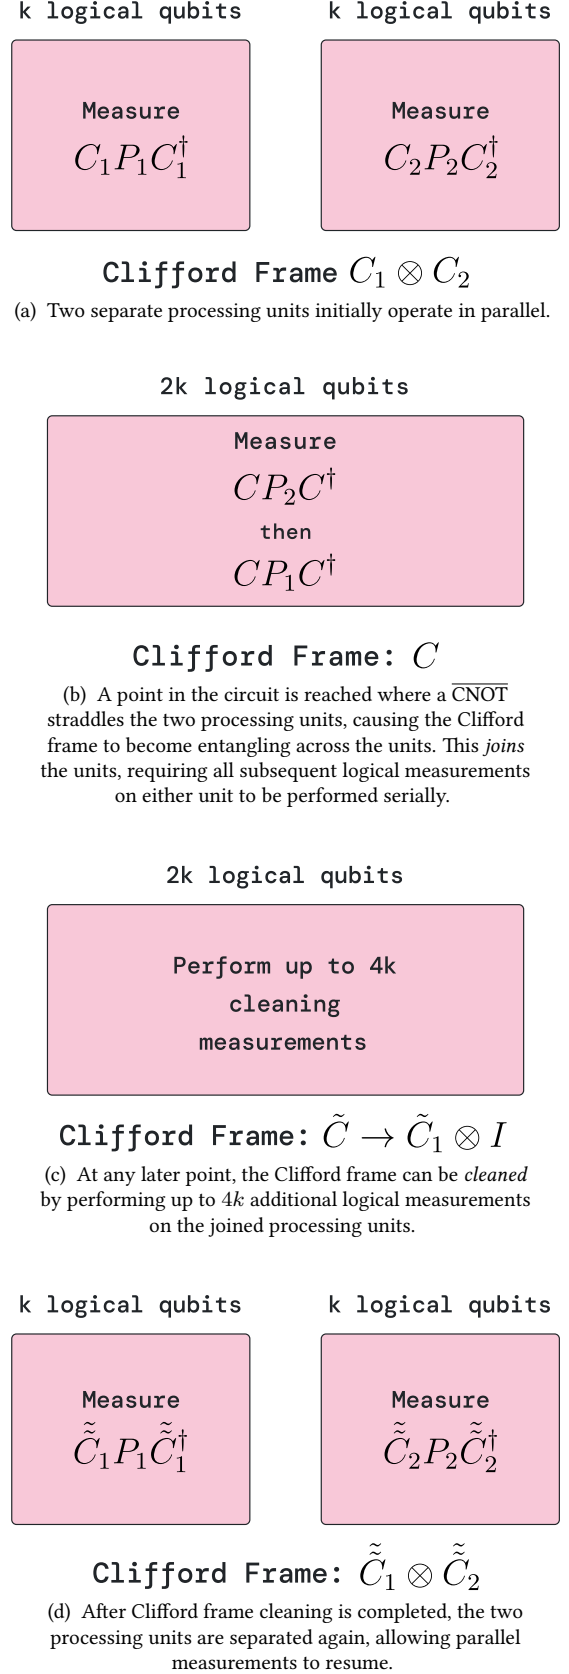 k logical qubits k logical qubits
Measure Measure
C₁P₁C₁† C₂P₂C₂†
Clifford Frame C₁ ⊗ C₂
(a) Two separate processing units initially operate in parallel.
2k logical qubits
Measure
CP₂C†
then
CP₁C†
Clifford Frame: C
(b) A point in the circuit is reached where a C̅N̅O̅T̅
straddles the two processing units, causing the Clifford
frame to become entangling across the units. This joins
the units, requiring all subsequent logical measurements
on either unit to be performed serially.
2k logical qubits
Perform up to 4k
cleaning
measurements
Clifford Frame: C̃ → C̃₁ ⊗ I
(c) At any later point, the Clifford frame can be cleaned
by performing up to 4k additional logical measurements
on the joined processing units.
k logical qubits k logical qubits
Measure Measure
C̃̃̃₁P₁C̃̃̃₁† C̃̃̃₂P₂C̃̃̃₂†
Clifford Frame: C̃̃̃₁ ⊗ C̃̃̃₂
(d) After Clifford frame cleaning is completed, the two
processing units are separated again, allowing parallel
measurements to resume.